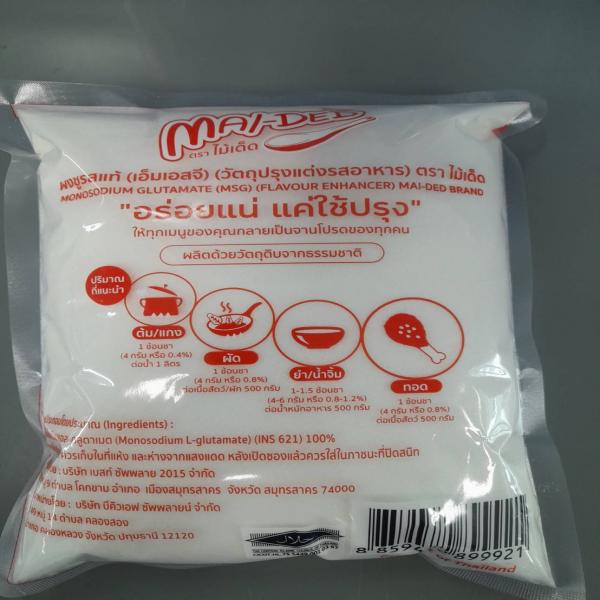 MAI-DED
ตรา ไม้เด็ด
ผงชูรสแท้ (เอ็มเอสจี) (วัตถุปรุงแต่งรสอาหาร) ตรา ไม้เด็ด
MONOSODIUM GLUTAMATE (MSG) (FLAVOUR ENHANCER) MAI-DED BRAND
"อร่อยแน่ แค่ใช้ปรุง"
ให้ทุกเมนูของคุณกลายเป็นจานโปรดของทุกคน
ผลิตด้วยวัตถุดิบจากธรรมชาติ
ปริมาณ
ที่แนะนำ
ต้ม/แกง
1 ช้อนชา
(4 กรัม หรือ 0.4%)
ต่อน้ำ 1 ลิตร
ผัด
1 ช้อนชา
(4 กรัม หรือ 0.8%)
ต่อเนื้อสัตว์/ผัก 500 กรัม
ยำ/น้ำจิ้ม
1-1.5 ช้อนชา
(4-6 กรัม หรือ 0.8-1.2%)
ต่อน้ำหนักอาหาร 500 กรัม
ทอด
1 ช้อนชา
(4 กรัม หรือ 0.8%)
ต่อเนื้อสัตว์ 500 กรัม
(Ingredients) :
(Monosodium L-glutamate) (INS 621) 100%
ควรเก็บในที่แห้ง และห่างจากแสงแดด หลังเปิดซองแล้วควรใส่ในภาชนะที่ปิดสนิท
: บริษัท เบสท์ ซัพพลาย 2015 จำกัด
ตำบล โคกขาม อำเภอ เมืองสมุทรสาคร จังหวัด สมุทรสาคร 74000
: บริษัท บีคิวเอฟ ซัพพลายน์ จำกัด
หมู่ 14 ตำบล คลองสอง
คลองหลวง จังหวัด ปทุมธานี 12120
حلال
8 859 899921
of Thailand